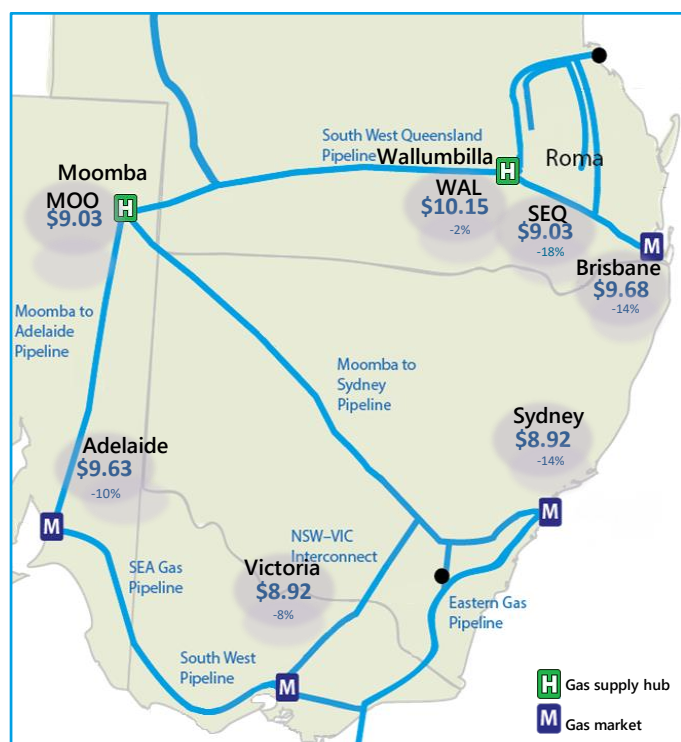 South West Queensland
Pipeline
Wallumbilla
H
Roma
Moomba
MOO
$9.03
H
WAL
$10.15
-2%
SEQ
$9.03
-18%
M
Brisbane
$9.68
-14%
Moomba to
Adelaide
Pipeline
Moomba to
Sydney
Pipeline
Sydney
$8.92
-14%
M
Adelaide
$9.63
-10%
M
NSW–VIC
Interconnect
SEA Gas
Pipeline
Victoria
$8.92
-8%
Eastern Gas
Pipeline
South West
Pipeline
M
H Gas supply hub
M Gas market